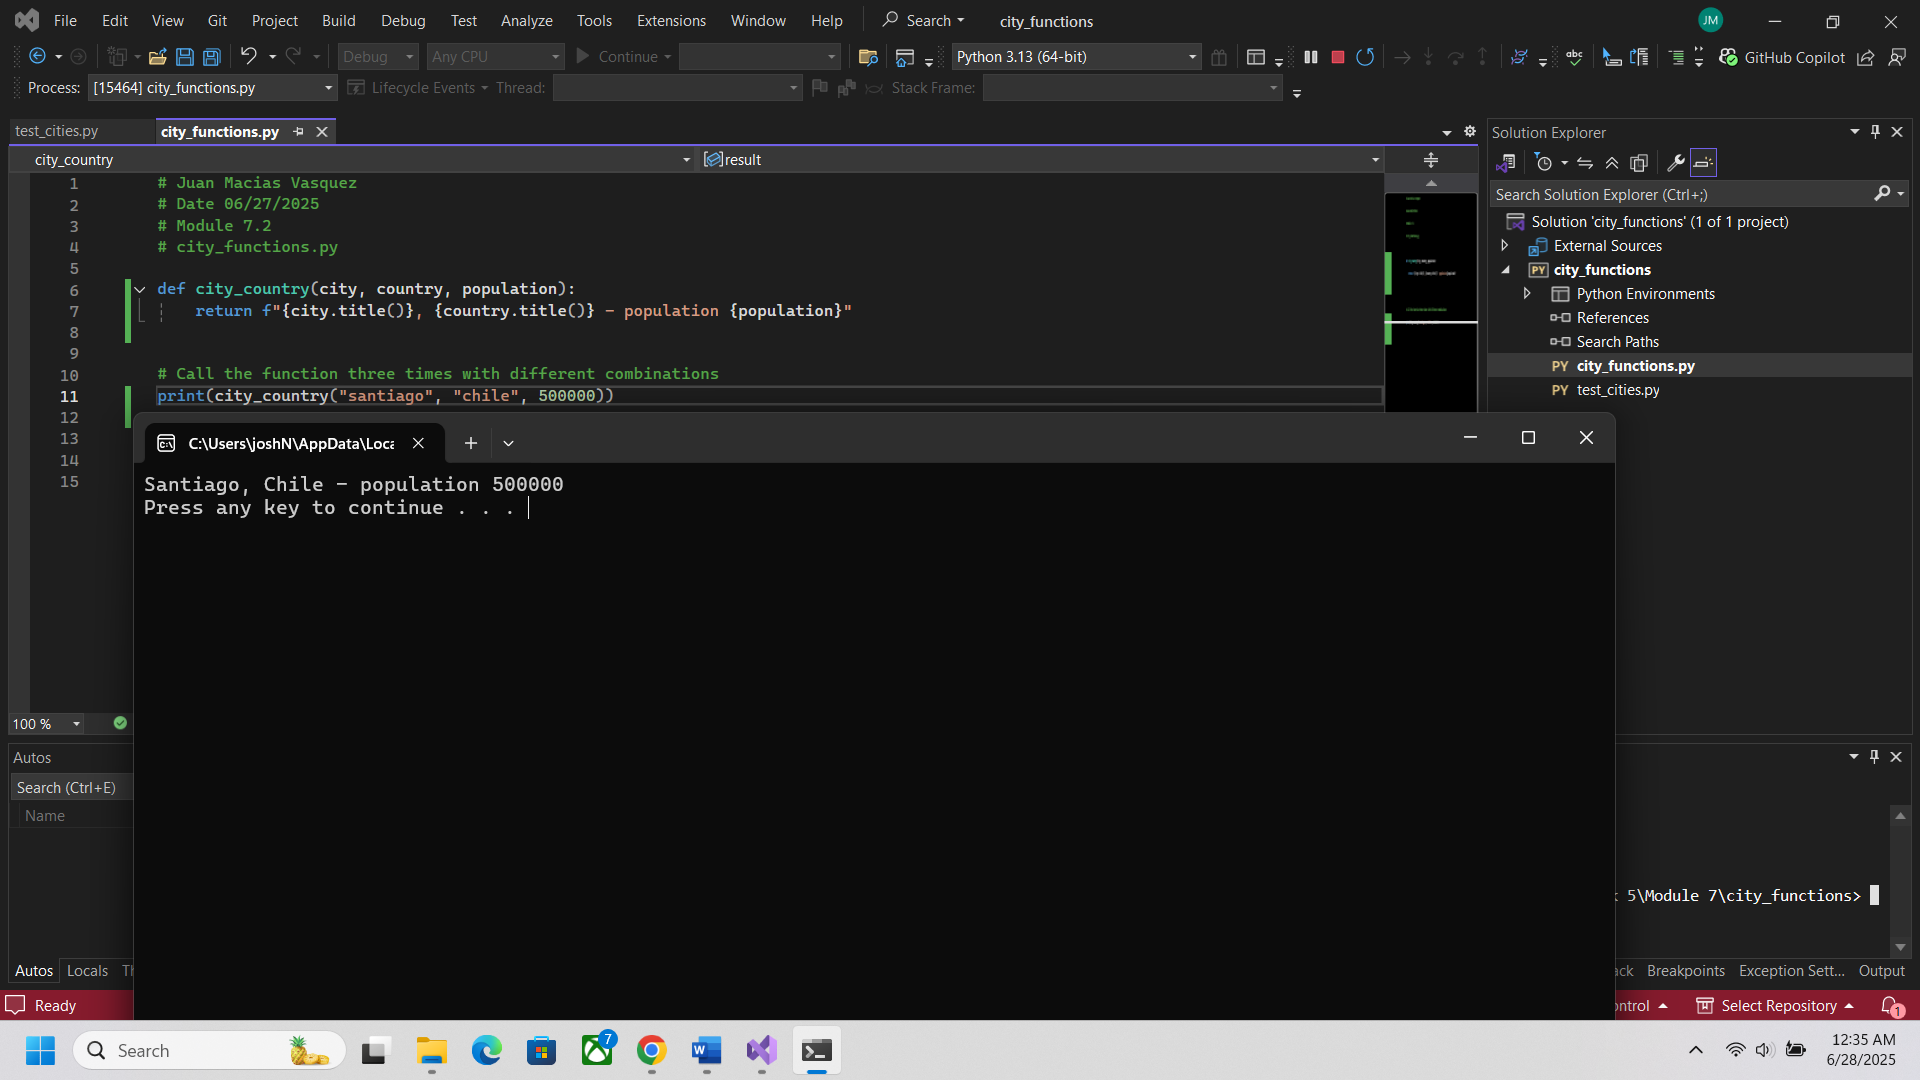 File Edit View Git Project Build Debug Test Analyze Tools Extensions Window Help Search city_functions JM
Debug Any CPU Continue Python 3.13 (64-bit) abc GitHub Copilot
Process: [15464] city_functions.py Lifecycle Events Thread: Stack Frame:
test_cities.py city_functions.py
city_country result
1 # Juan Macias Vasquez
2 # Date 06/27/2025
3 # Module 7.2
4 # city_functions.py
5
6 def city_country(city, country, population):
7 return f"{city.title()}, {country.title()} - population {population}"
8
9
10 # Call the function three times with different combinations
11 print(city_country("santiago", "chile", 500000))
12
13
14
15
Solution Explorer
Search Solution Explorer (Ctrl+;)
Solution 'city_functions' (1 of 1 project)
External Sources
PY city_functions
Python Environments
References
Search Paths
PY city_functions.py
PY test_cities.py
C:\Users\joshN\AppData\Loca
Santiago, Chile - population 500000
Press any key to continue . . .
100 %
Autos
Search (Ctrl+E)
Name
5\Module 7\city_functions>
Autos Locals Breakpoints Exception Sett... Output
Ready Select Repository 1
Search 7 12:35 AM
6/28/2025